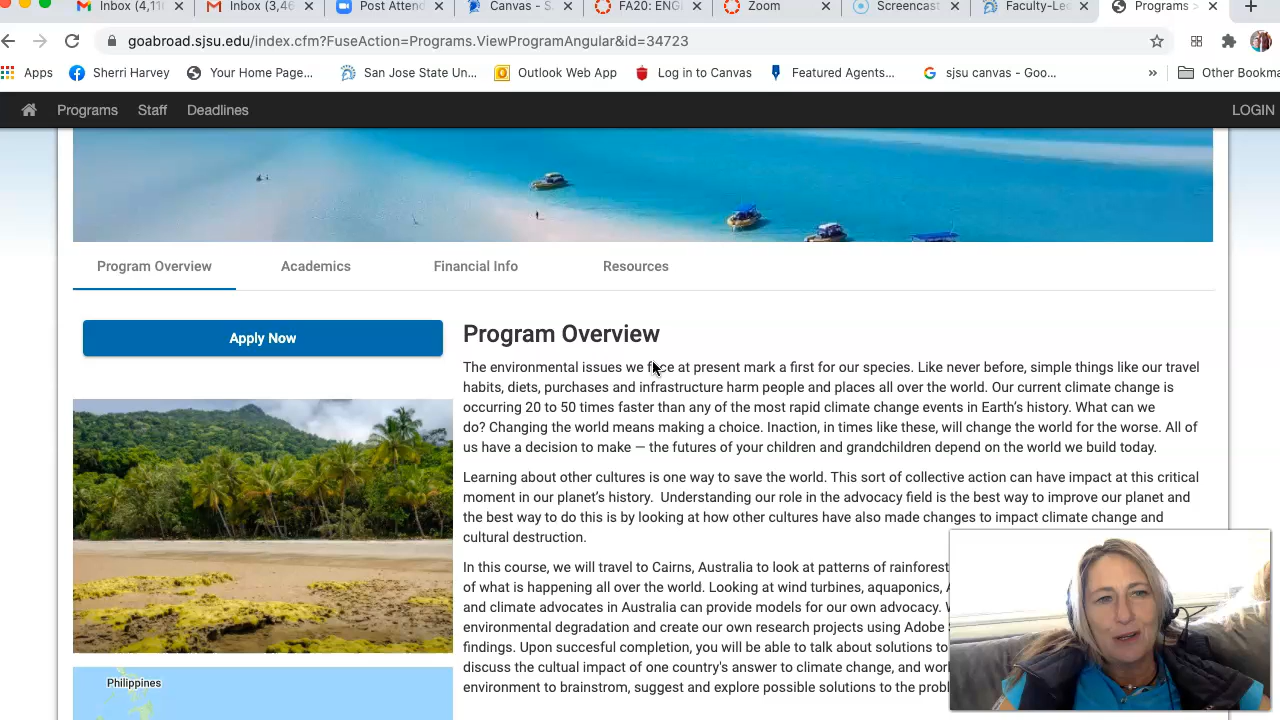 Inbox (4,11
Inbox (3,46
Post Attend
Canvas - S.
FA20: ENG
Zoom
Screencast
Faculty-Led
Programs >
goabroad.sjsu.edu/index.cfm?FuseAction=Programs.ViewProgramAngular&id=34723
Apps
Sherri Harvey
Your Home Page...
San Jose State Un...
Outlook Web App
Log in to Canvas
Featured Agents...
sjsu canvas - Goo...
»
Other Bookma
Programs
Staff
Deadlines
LOGIN
Program Overview
Academics
Financial Info
Resources
Apply Now
Program Overview
The environmental issues we face at present mark a first for our species. Like never before, simple things like our travel
habits, diets, purchases and infrastructure harm people and places all over the world. Our current climate change is
occurring 20 to 50 times faster than any of the most rapid climate change events in Earth's history. What can we
do? Changing the world means making a choice. Inaction, in times like these, will change the world for the worse. All of
us have a decision to make — the futures of your children and grandchildren depend on the world we build today.
Learning about other cultures is one way to save the world. This sort of collective action can have impact at this critical
moment in our planet's history.  Understanding our role in the advocacy field is the best way to improve our planet and
the best way to do this is by looking at how other cultures have also made changes to impact climate change and
cultural destruction.
In this course, we will travel to Cairns, Australia to look at patterns of rainforest
of what is happening all over the world. Looking at wind turbines, aquaponics,
and climate advocates in Australia can provide models for our own advocacy.
environmental degradation and create our own research projects using Adobe
findings. Upon succesful completion, you will be able to talk about solutions to
discuss the cultual impact of one country's answer to climate change, and
environment to brainstrom, suggest and explore possible solutions to the
Philippines